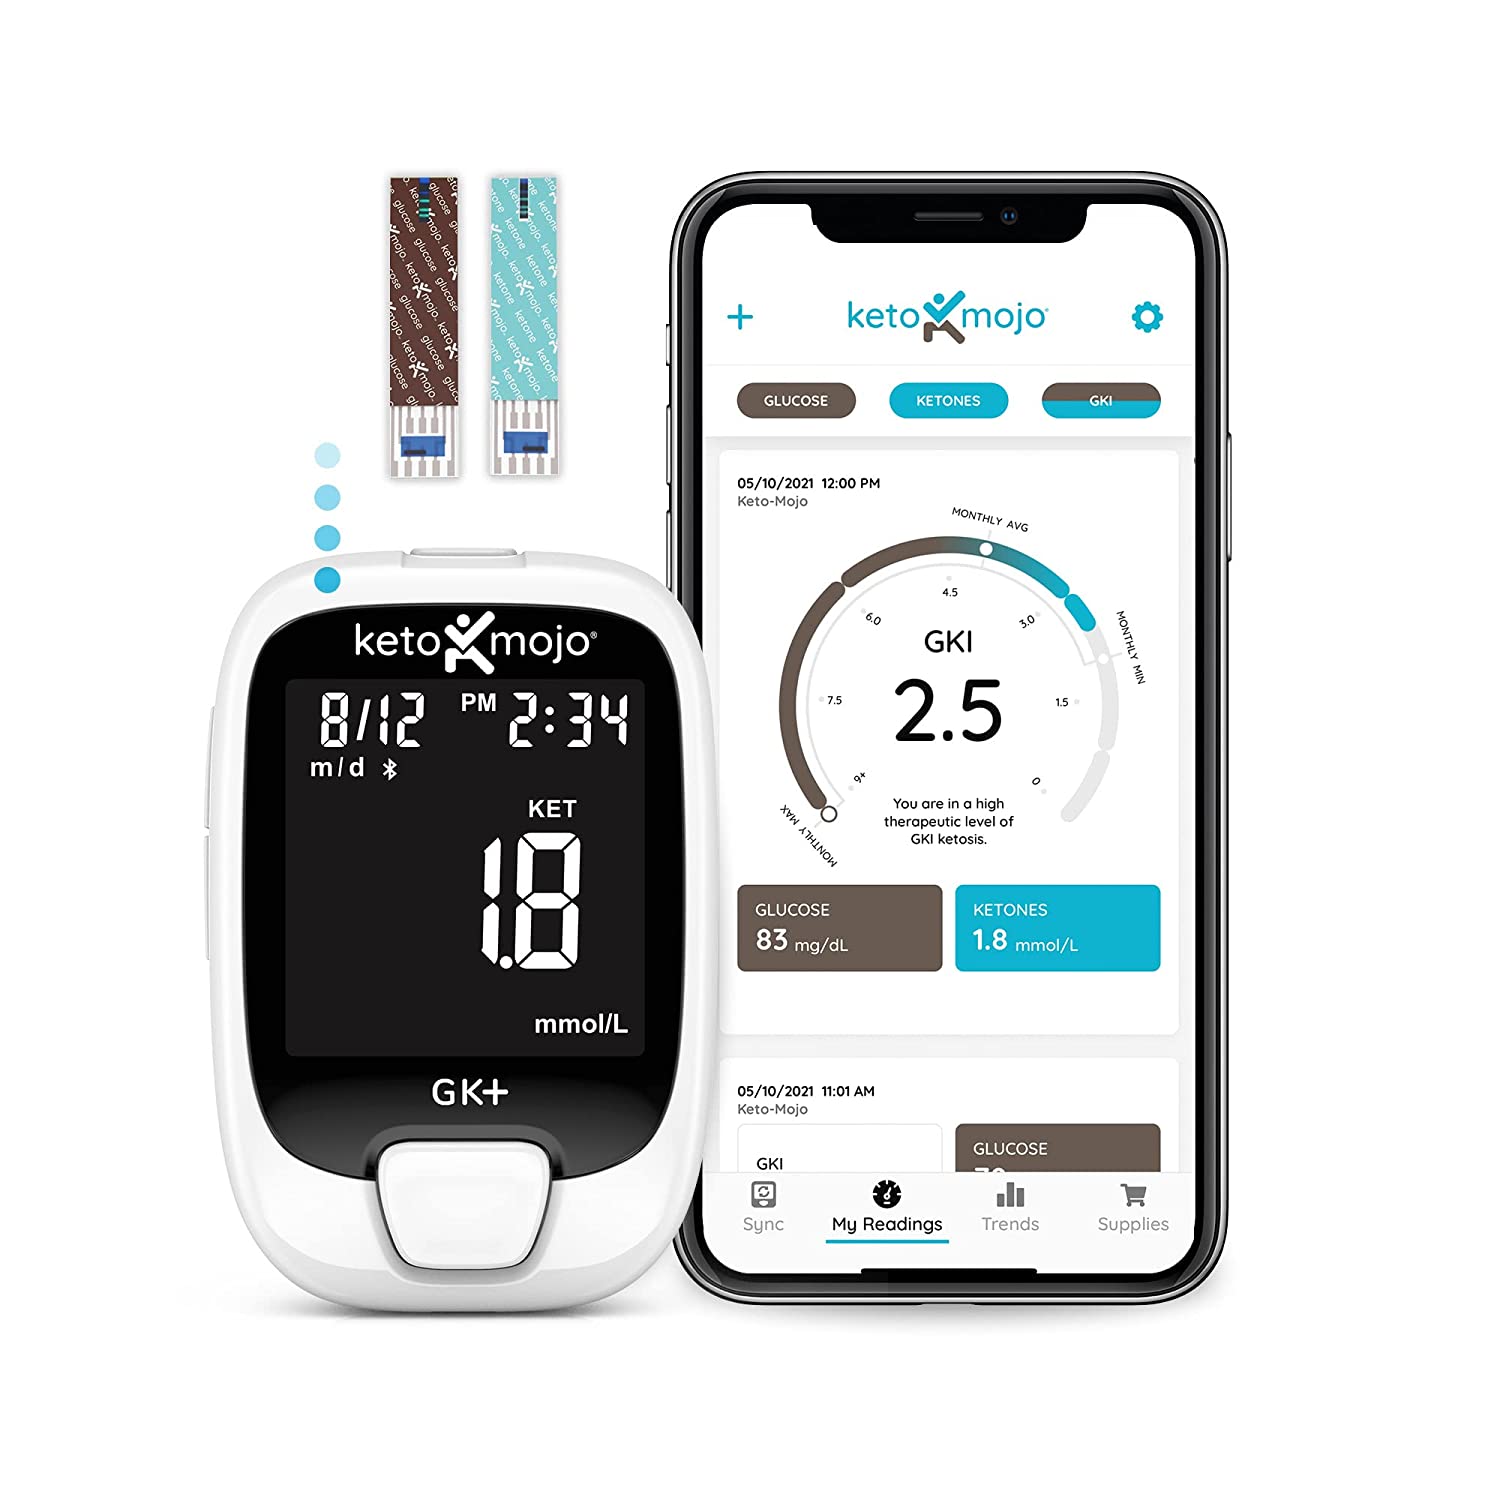 keto mojo®
8/12 PM 2:34
m/d
KET
1.8
mmol/L
GK+
glucose
keto mojo
ketone
keto mojo
+ keto mojo
GLUCOSE KETONES GKI
05/10/2021 12:00 PM
Keto-Mojo
MONTHLY AVG
MONTHLY MIN
MONTHLY MAX
4.5
6.0
3.0
7.5
1.5
9+
0
GKI
2.5
You are in a high
therapeutic level of
GKI ketosis.
GLUCOSE
83 mg/dL
KETONES
1.8 mmol/L
05/10/2021 11:01 AM
Keto-Mojo
GKI
GLUCOSE
Sync My Readings Trends Supplies